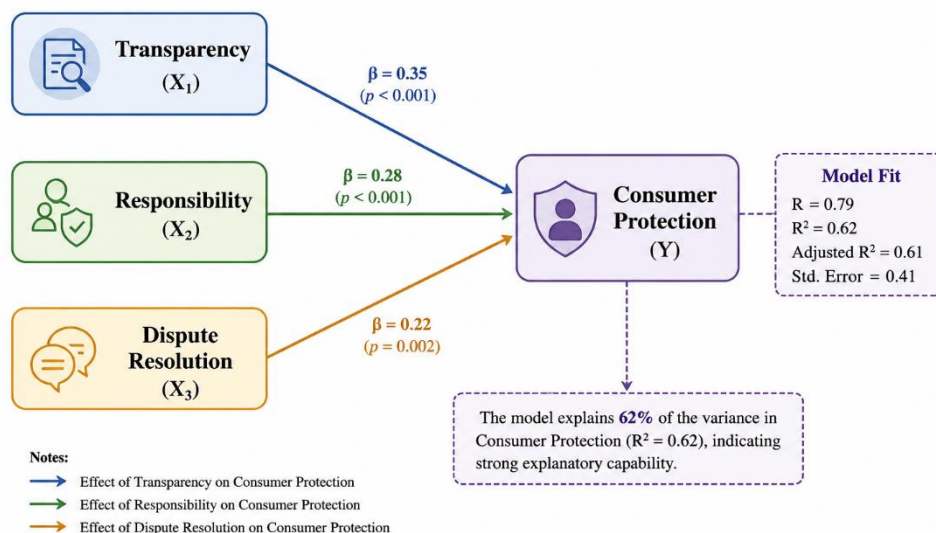 Transparency
(X₁)
β = 0.35
(p < 0.001)
Responsibility
(X₂)
β = 0.28
(p < 0.001)
Dispute
Resolution
(X₃)
β = 0.22
(p = 0.002)
Consumer
Protection
(Y)
Model Fit
R = 0.79
R² = 0.62
Adjusted R² = 0.61
Std. Error = 0.41
The model explains 62% of the variance in
Consumer Protection (R² = 0.62), indicating
strong explanatory capability.
Notes:
Effect of Transparency on Consumer Protection
Effect of Responsibility on Consumer Protection
Effect of Dispute Resolution on Consumer Protection